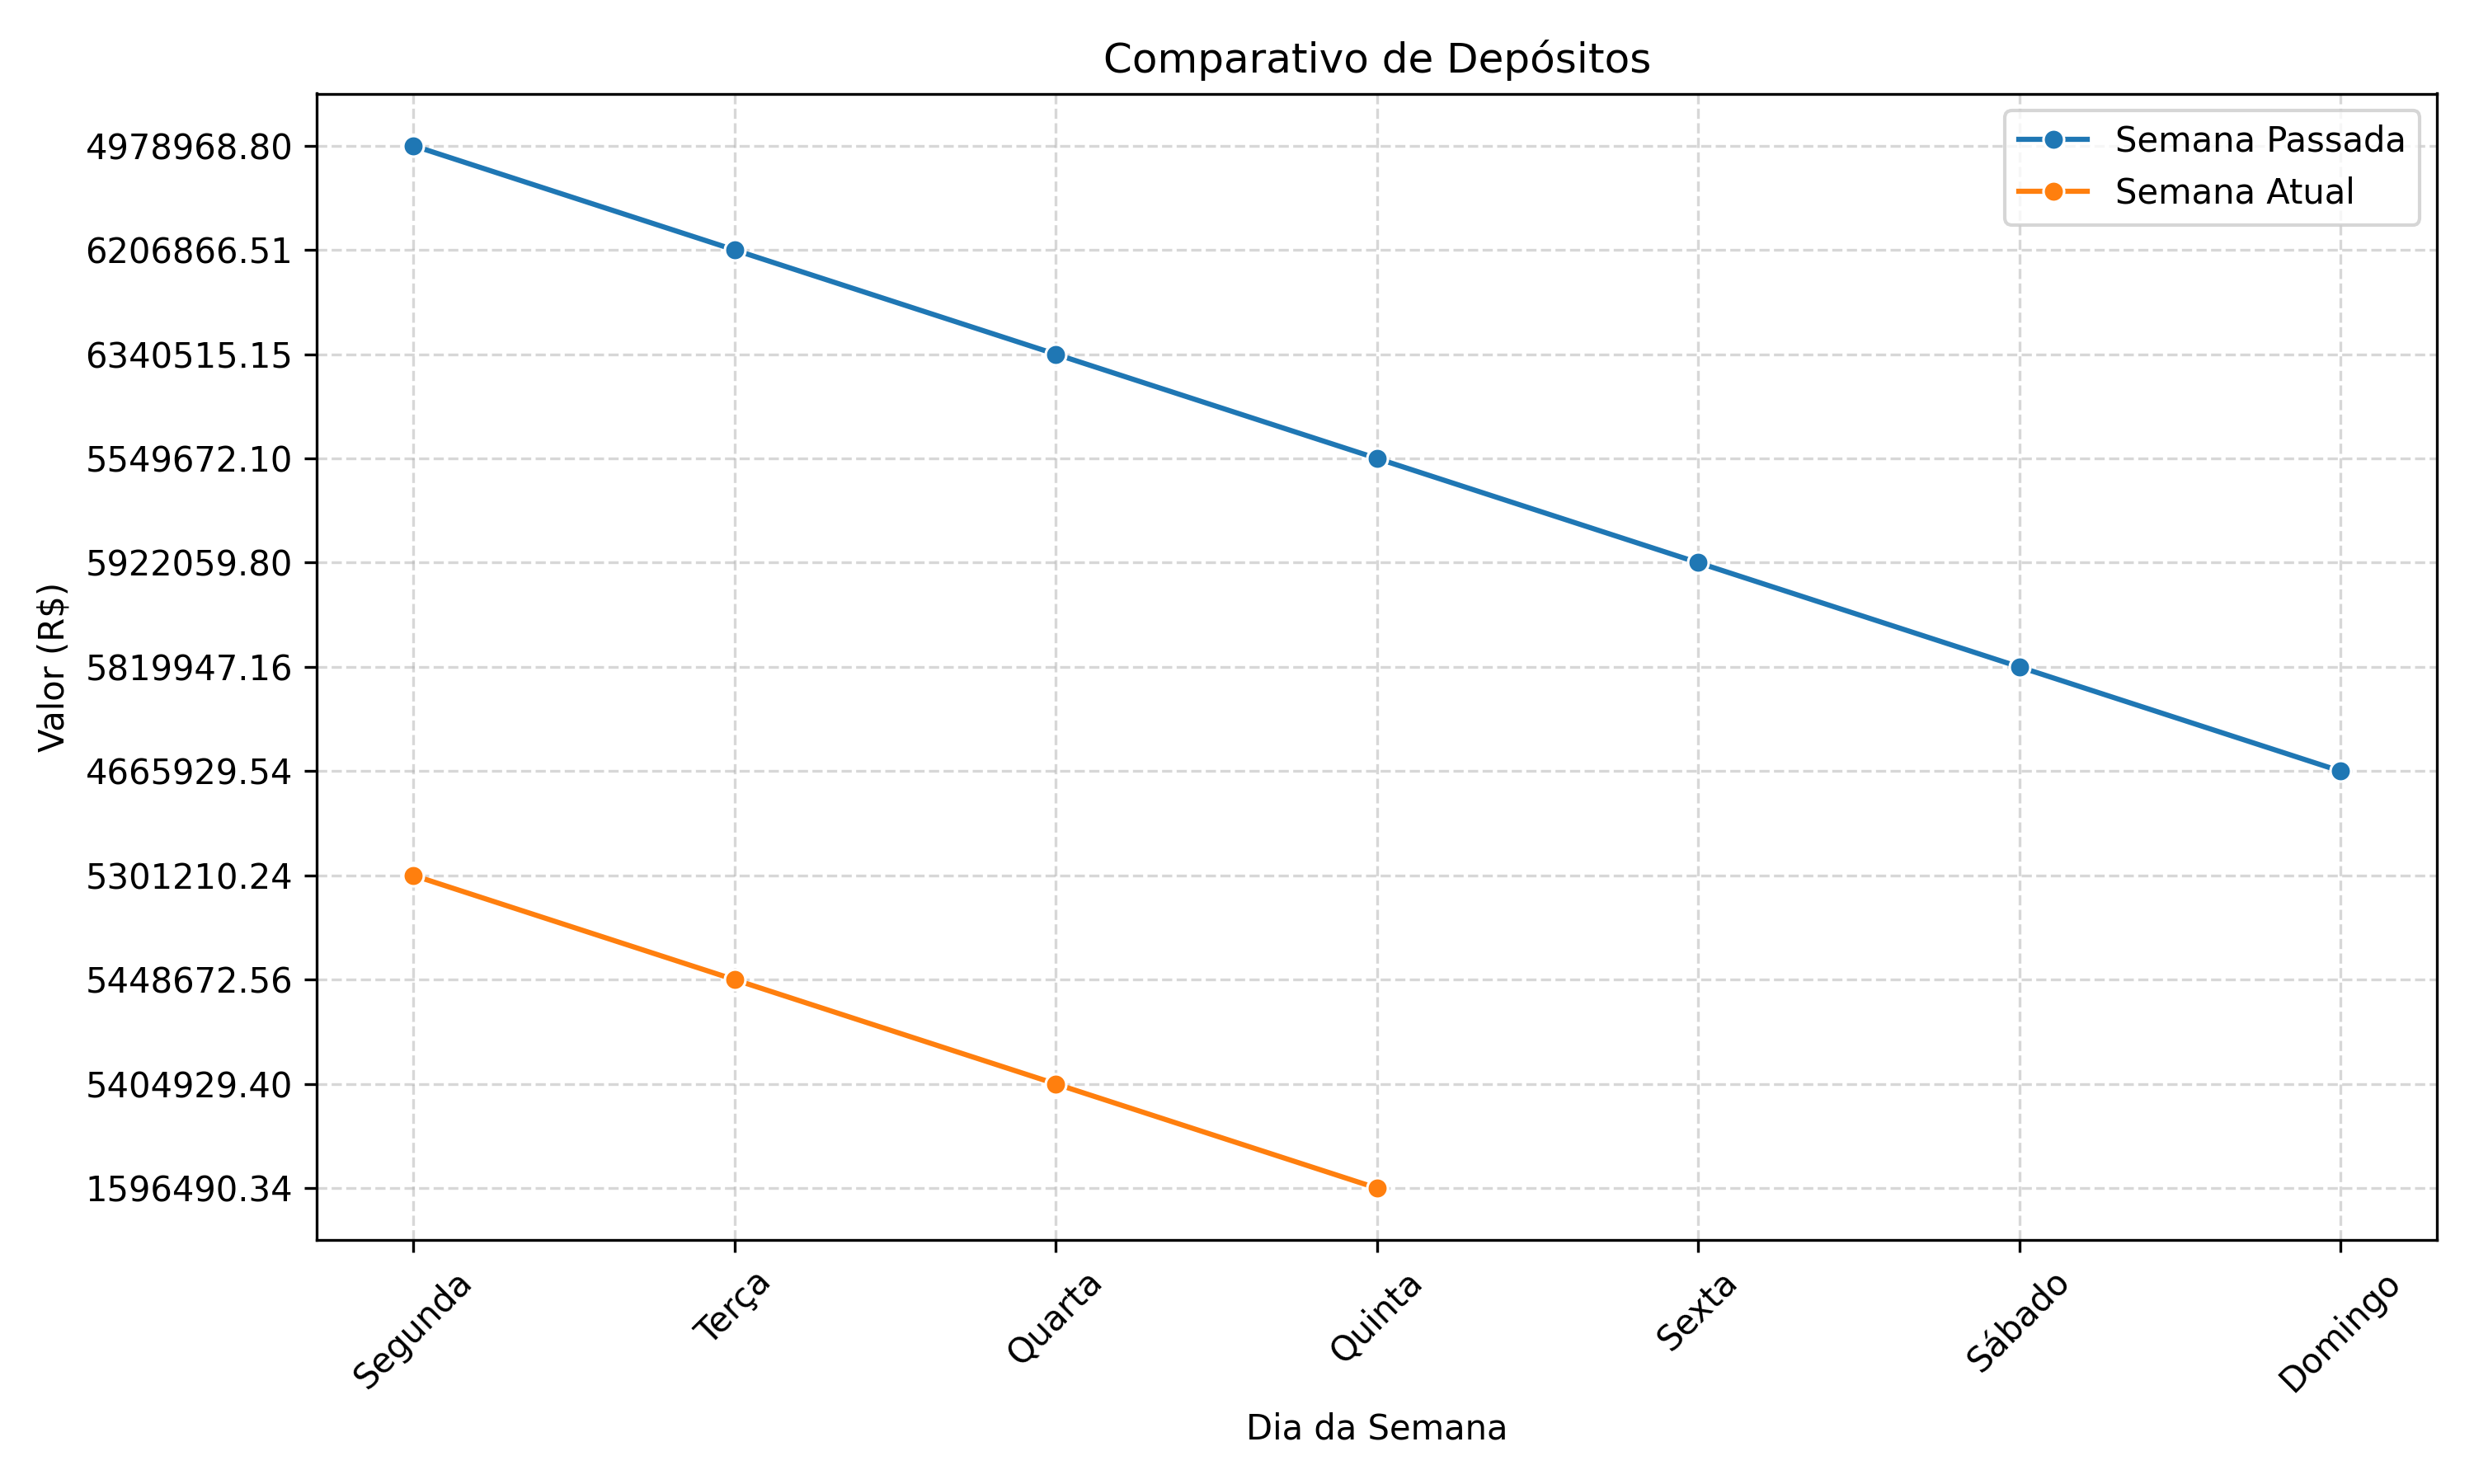 Comparativo de Depósitos
Semana Passada
Semana Atual
Valor (R$)
4978968.80
6206866.51
6340515.15
5549672.10
5922059.80
5819947.16
4665929.54
5301210.24
5448672.56
5404929.40
1596490.34
Segunda
Terça
Quarta
Quinta
Sexta
Sábado
Domingo
Dia da Semana